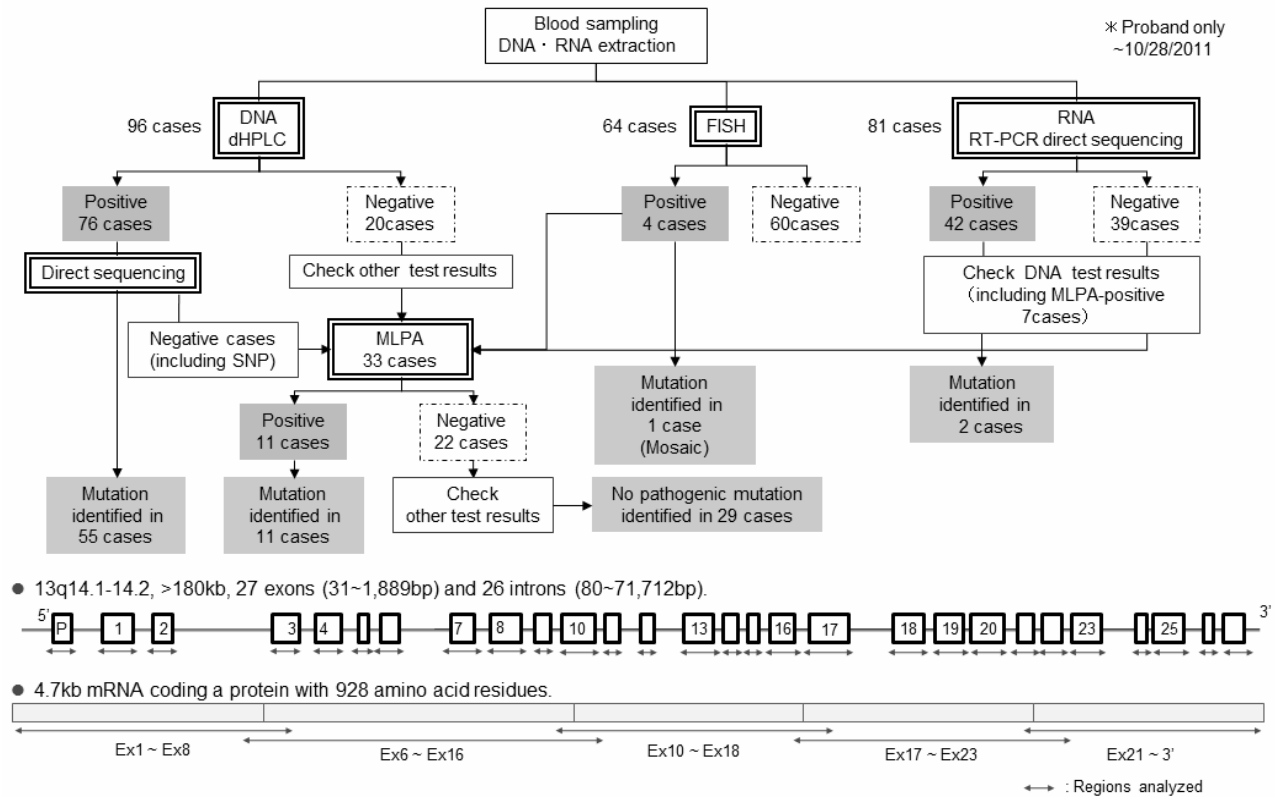 Blood sampling
DNA・RNA extraction
＊Proband only
~10/28/2011
96 cases
DNA
dHPLC
64 cases
FISH
81 cases
RNA
RT-PCR direct sequencing
Positive
76 cases
Negative
20cases
Positive
4 cases
Negative
60cases
Positive
42 cases
Negative
39cases
Direct sequencing
Check other test results
Check DNA test results
（including MLPA-positive
7cases）
Negative cases
(including SNP)
MLPA
33 cases
Mutation
identified in
1 case
(Mosaic)
Mutation
identified in
2 cases
Positive
11 cases
Negative
22 cases
Mutation
identified in
55 cases
Mutation
identified in
11 cases
Check
other test results
No pathogenic mutation
identified in 29 cases
● 13q14.1-14.2, >180kb, 27 exons (31~1,889bp) and 26 introns (80~71,712bp).
5’ P 1 2 3 4 7 8 10 13 16 17 18 19 20 23 25 3’
● 4.7kb mRNA coding a protein with 928 amino acid residues.
Ex1 ~ Ex8 Ex6 ~ Ex16 Ex10 ~ Ex18 Ex17 ~ Ex23 Ex21 ~ 3’
: Regions analyzed